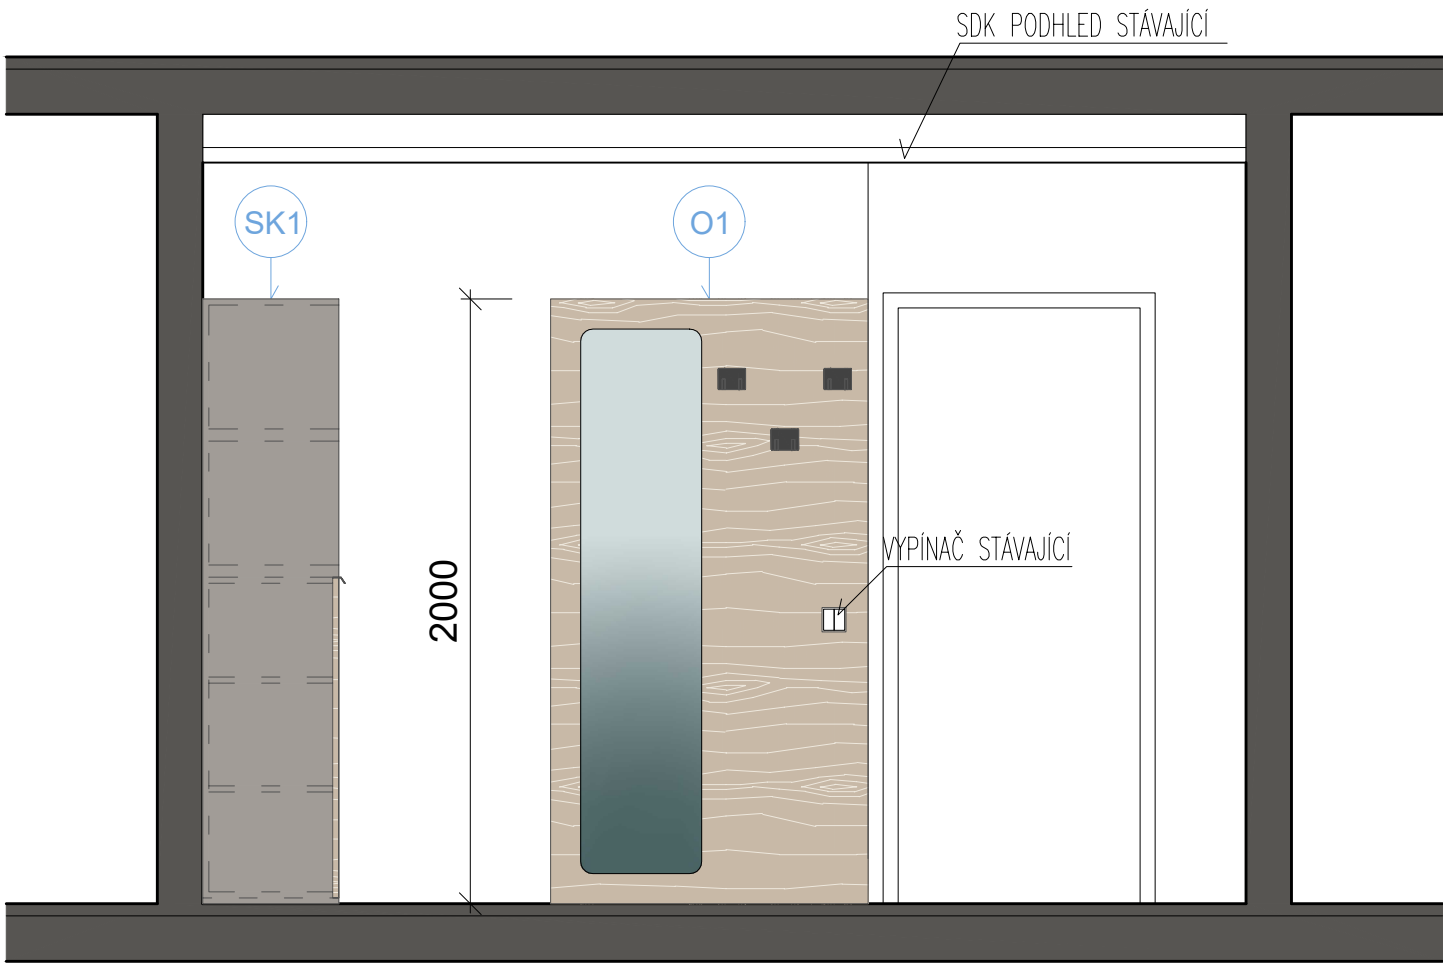 SDK PODHLED STÁVAJÍCÍ
SK1
O1
2000
VYPÍNAČ STÁVAJÍCÍ